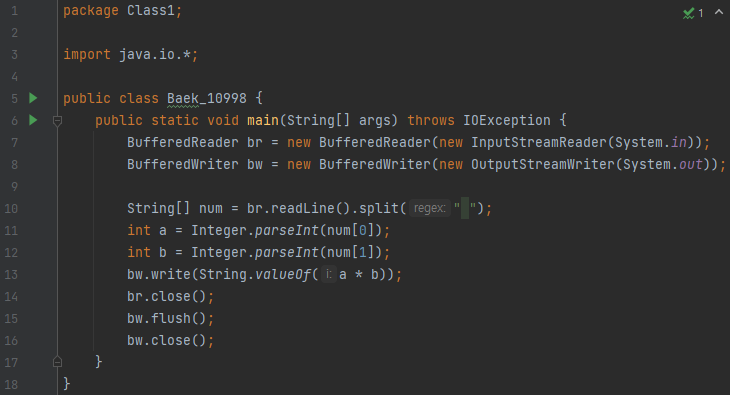 1 package Class1;
2
3 import java.io.*;
4
5 public class Baek_10998 {
6     public static void main(String[] args) throws IOException {
7         BufferedReader br = new BufferedReader(new InputStreamReader(System.in));
8         BufferedWriter bw = new BufferedWriter(new OutputStreamWriter(System.out));
9
10         String[] num = br.readLine().split( regex: " ");
11         int a = Integer.parseInt(num[0]);
12         int b = Integer.parseInt(num[1]);
13         bw.write(String.valueOf( i: a * b));
14         br.close();
15         bw.flush();
16         bw.close();
17     }
18 }
1